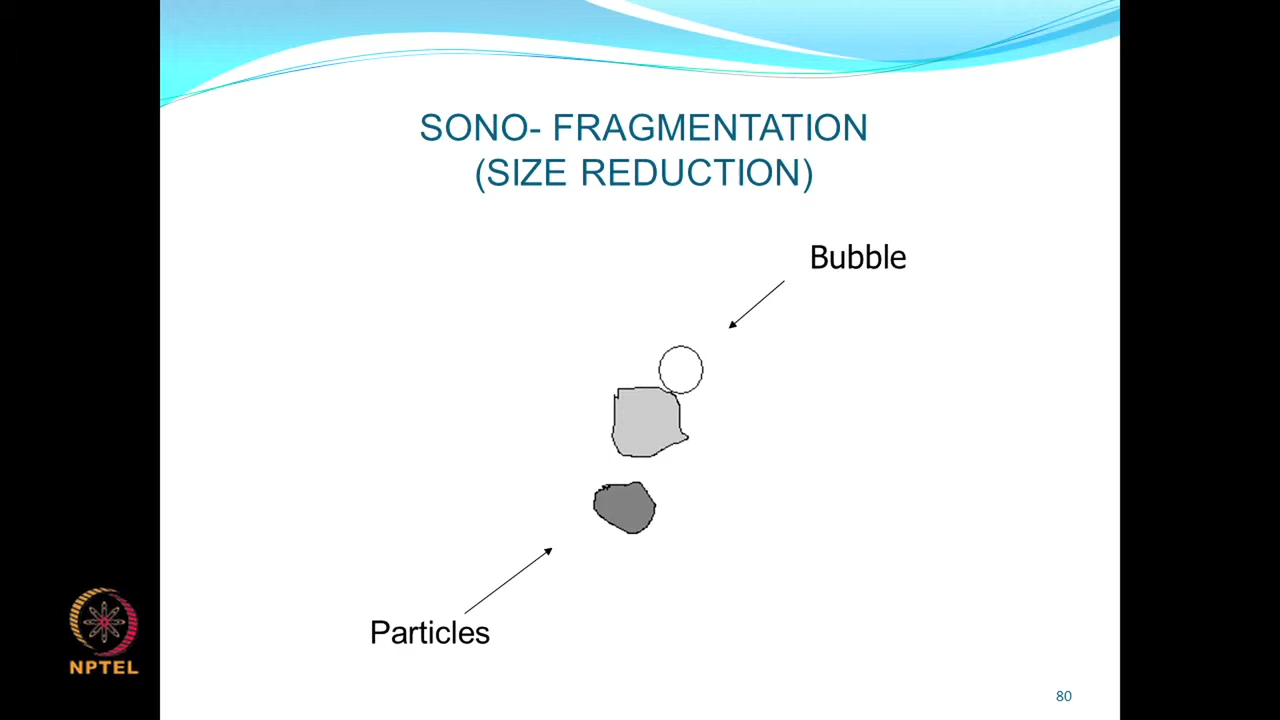 SONO- FRAGMENTATION
(SIZE REDUCTION)
Bubble
Particles
NPTEL
80